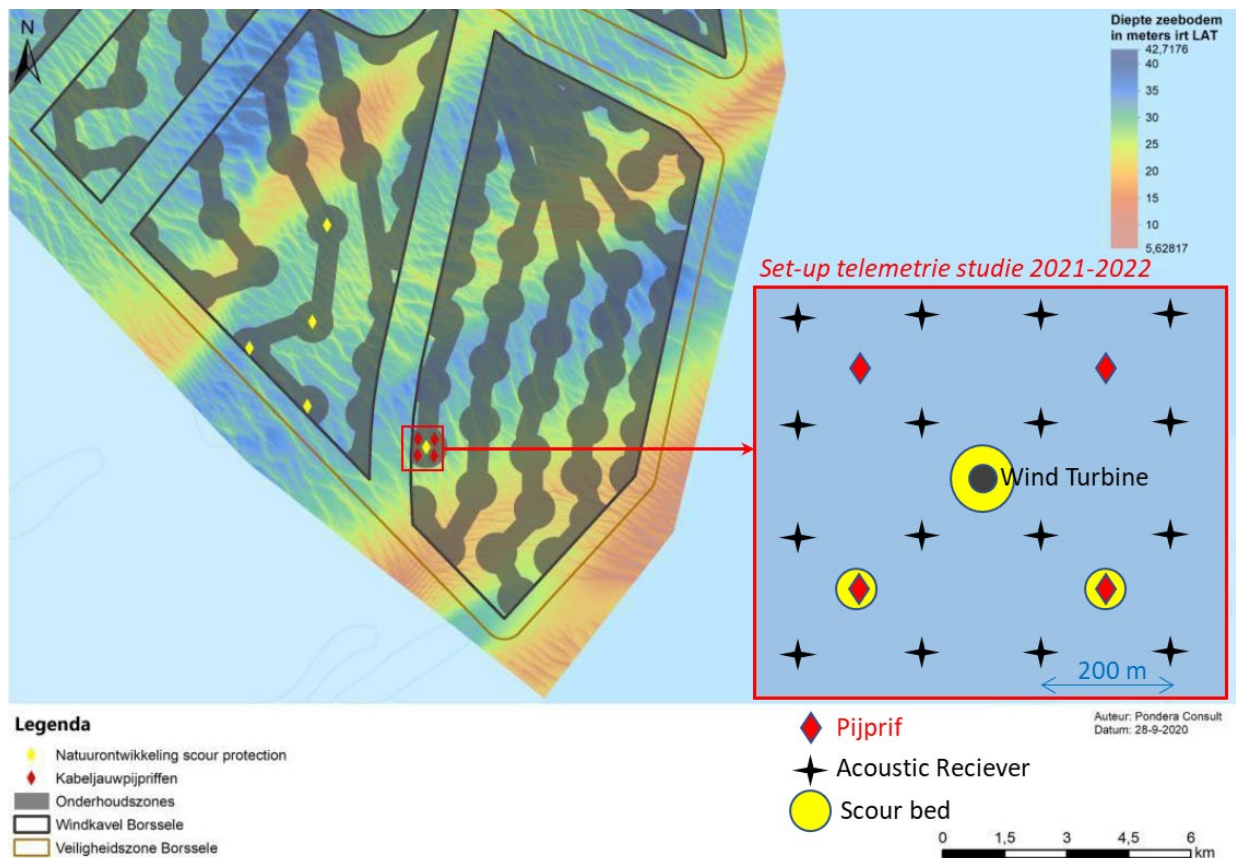 N
Diepte zeebodem
in meters irt LAT
42,7176
40
35
30
25
20
15
10
5,62817
Set-up telemetrie studie 2021-2022
Wind Turbine
200 m
Legenda
Natuurontwikkeling scour protection
Kabeljauwpijpriffen
Onderhoudszones
Windkavel Borssele
Veiligheidszone Borssele
Pijprif
Acoustic Reciever
Scour bed
Auteur: Pondera Consult
Datum: 28-9-2020
0 1,5 3 4,5 6
km